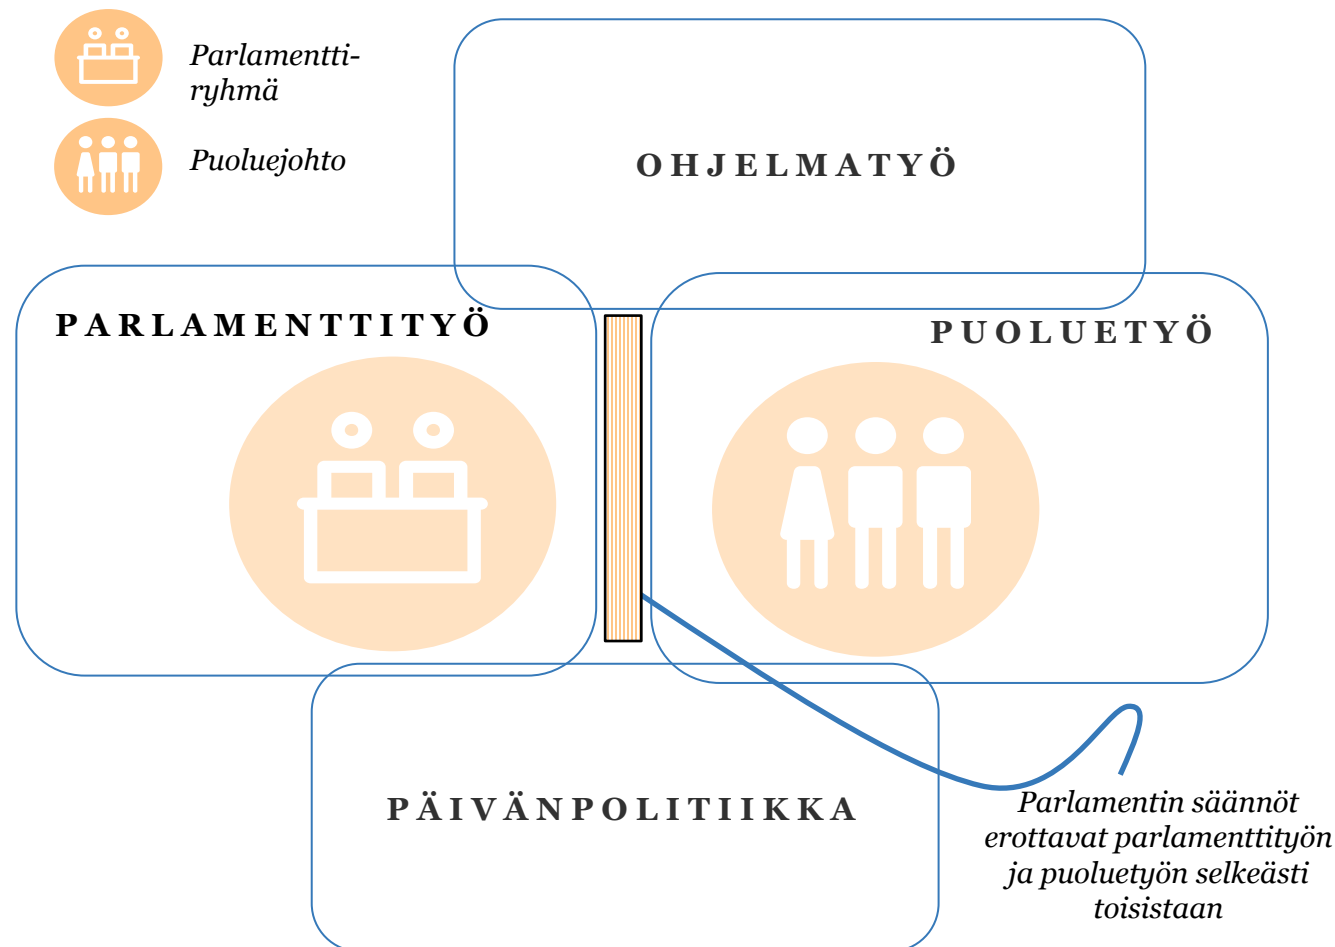 Parlamentti-
ryhmä
Puoluejohto
OHJELMATYÖ
PARLAMENTTITYÖ
PUOLUETYÖ
PÄIVÄNPOLITIIKKA
Parlamentin säännöt
erottavat parlamenttityön
ja puoluetyön selkeästi
toisistaan